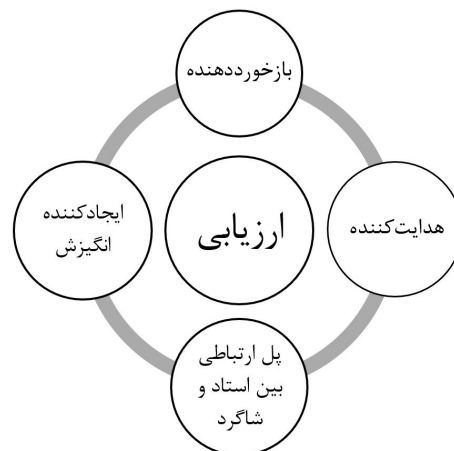 بازخورددهنده
هدایت‌کننده
ارزیابی
ایجادکننده
انگیزش
پل ارتباطی
بین استاد و
شاگرد